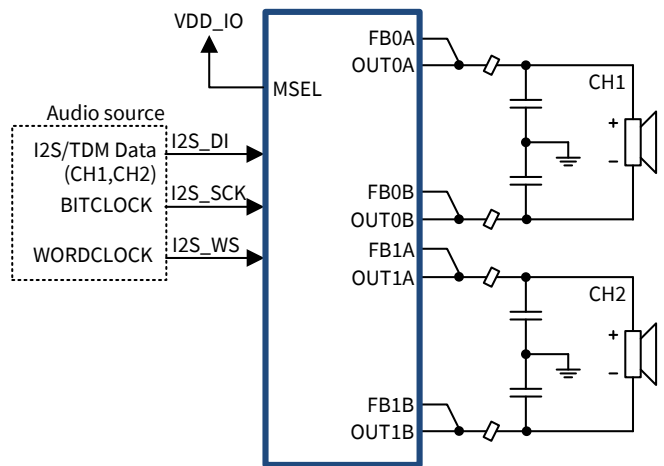 VDD_IO
MSEL
Audio source
I2S/TDM Data
(CH1,CH2)
BITCLOCK
WORDCLOCK
I2S_DI
I2S_SCK
I2S_WS
FB0A
OUT0A
CH1
+
−
FB0B
OUT0B
FB1A
OUT1A
CH2
+
−
FB1B
OUT1B